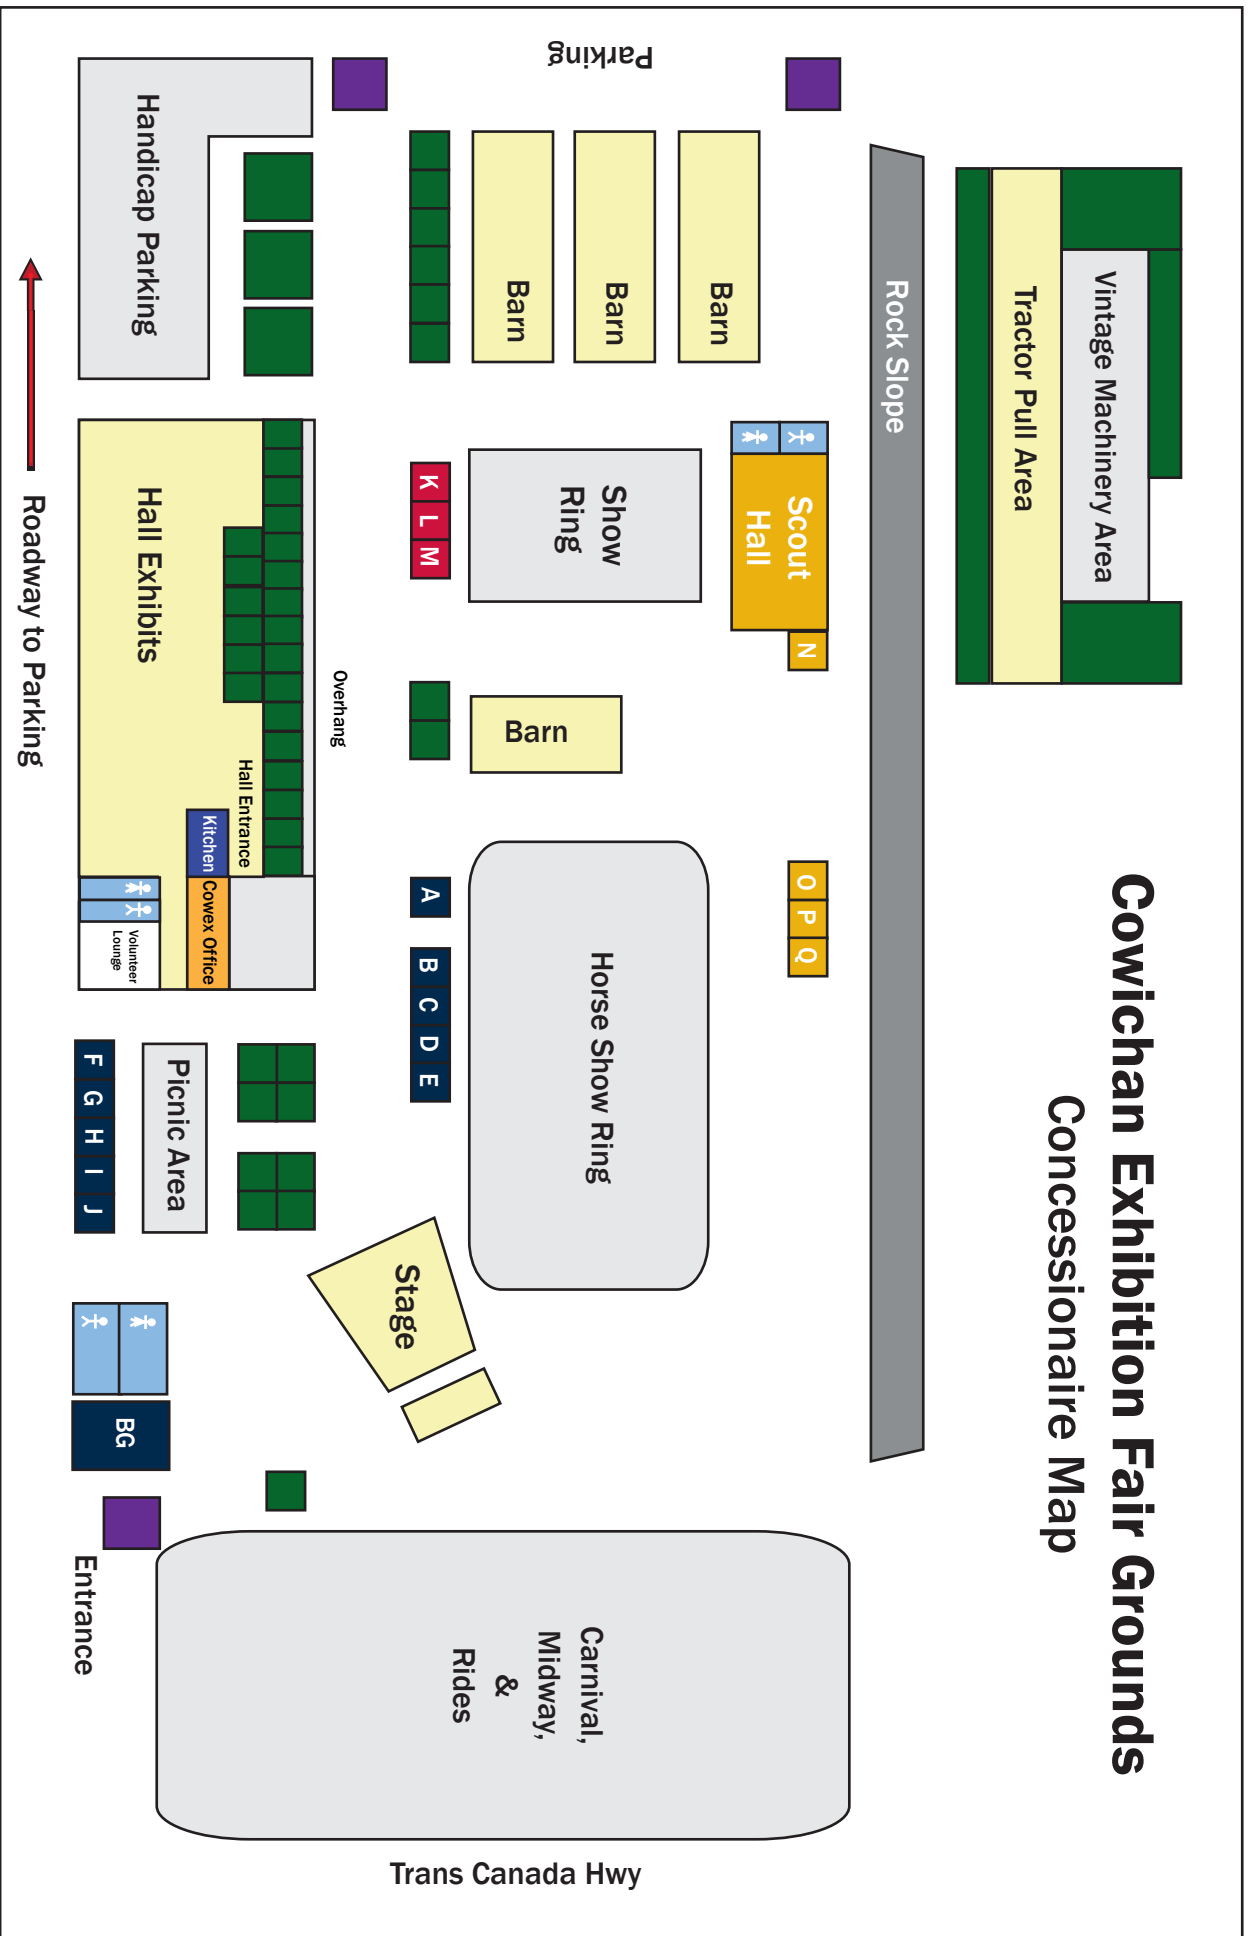 Cowichan Exhibition Fair Grounds
Concessionaire Map
Vintage Machinery Area
Tractor Pull Area
Rock Slope
Parking
Barn
Barn
Barn
Scout
Hall
N
O P Q
Show
Ring
Barn
Horse Show Ring
K L M
A
B C D E
Stage
Carnival,
Midway,
&
Rides
Trans Canada Hwy
Overhang
Hall Entrance
Kitchen
Cowex Office
Handicap Parking
Hall Exhibits
Volunteer
Lounge
Picnic Area
F G H I J
BG
Entrance
Roadway to Parking